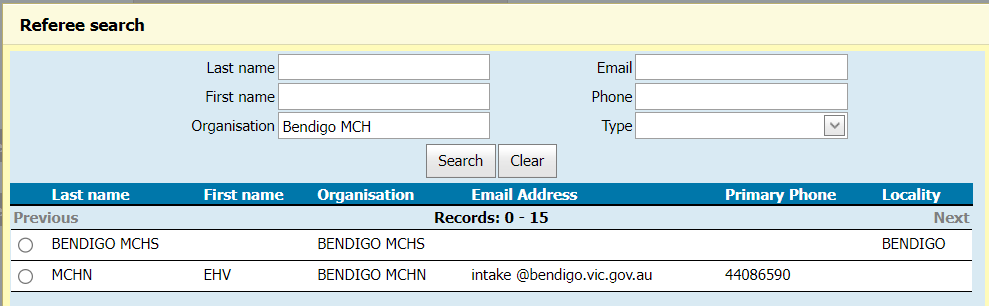 Referee search
Last name Email
First name Phone
Organisation Bendigo MCH Type
Search Clear
Last name First name Organisation Email Address Primary Phone Locality
Previous Records: 0 - 15 Next
BENDIGO MCHS BENDIGO MCHS BENDIGO
MCHN EHV BENDIGO MCHN intake @bendigo.vic.gov.au 44086590